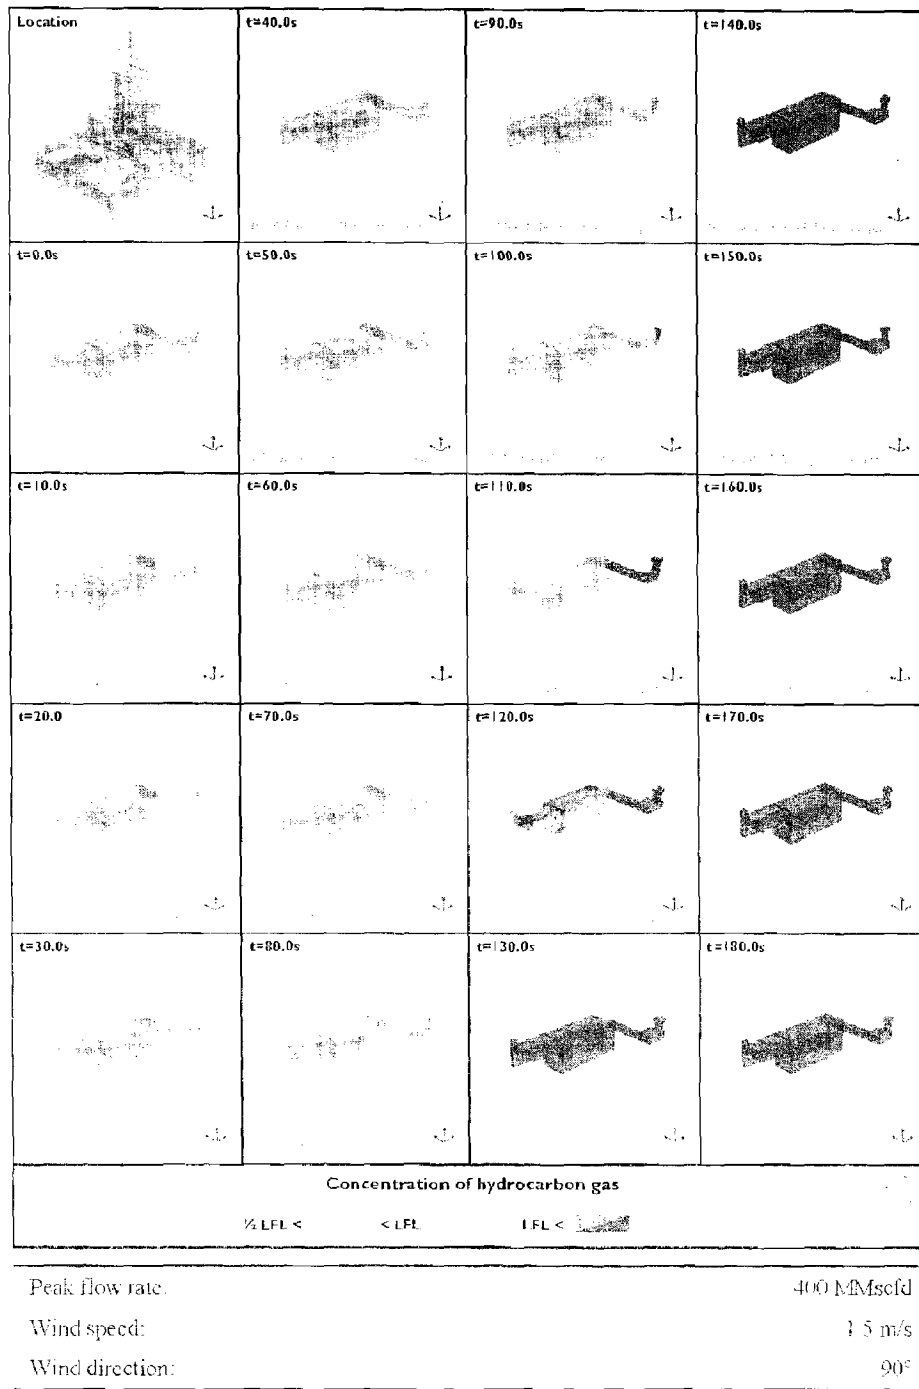 Location t=40.0s t=90.0s t=140.0s
t=0.0s t=50.0s t=100.0s t=150.0s
t=10.0s t=60.0s t=110.0s t=160.0s
t=20.0 t=70.0s t=120.0s t=170.0s
t=30.0s t=80.0s t=130.0s t=180.0s
Concentration of hydrocarbon gas
½ LFL < < LFL LFL <
Peak flow rate: 400 MMscfd
Wind speed: 1.5 m/s
Wind direction: 90°